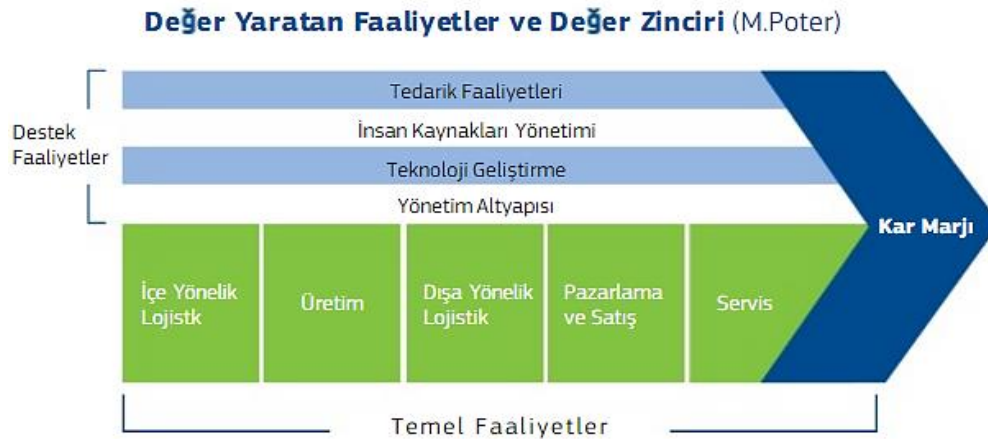 Değer Yaratan Faaliyetler ve Değer Zinciri (M.Poter)
Tedarik Faaliyetleri
İnsan Kaynakları Yönetimi
Teknoloji Geliştirme
Yönetim Altyapısı
Destek
Faaliyetler
Kar Marjı
İçe Yönelik
Lojistk
Üretim
Dışa Yönelik
Lojistik
Pazarlama
ve Satış
Servis
Temel Faaliyetler